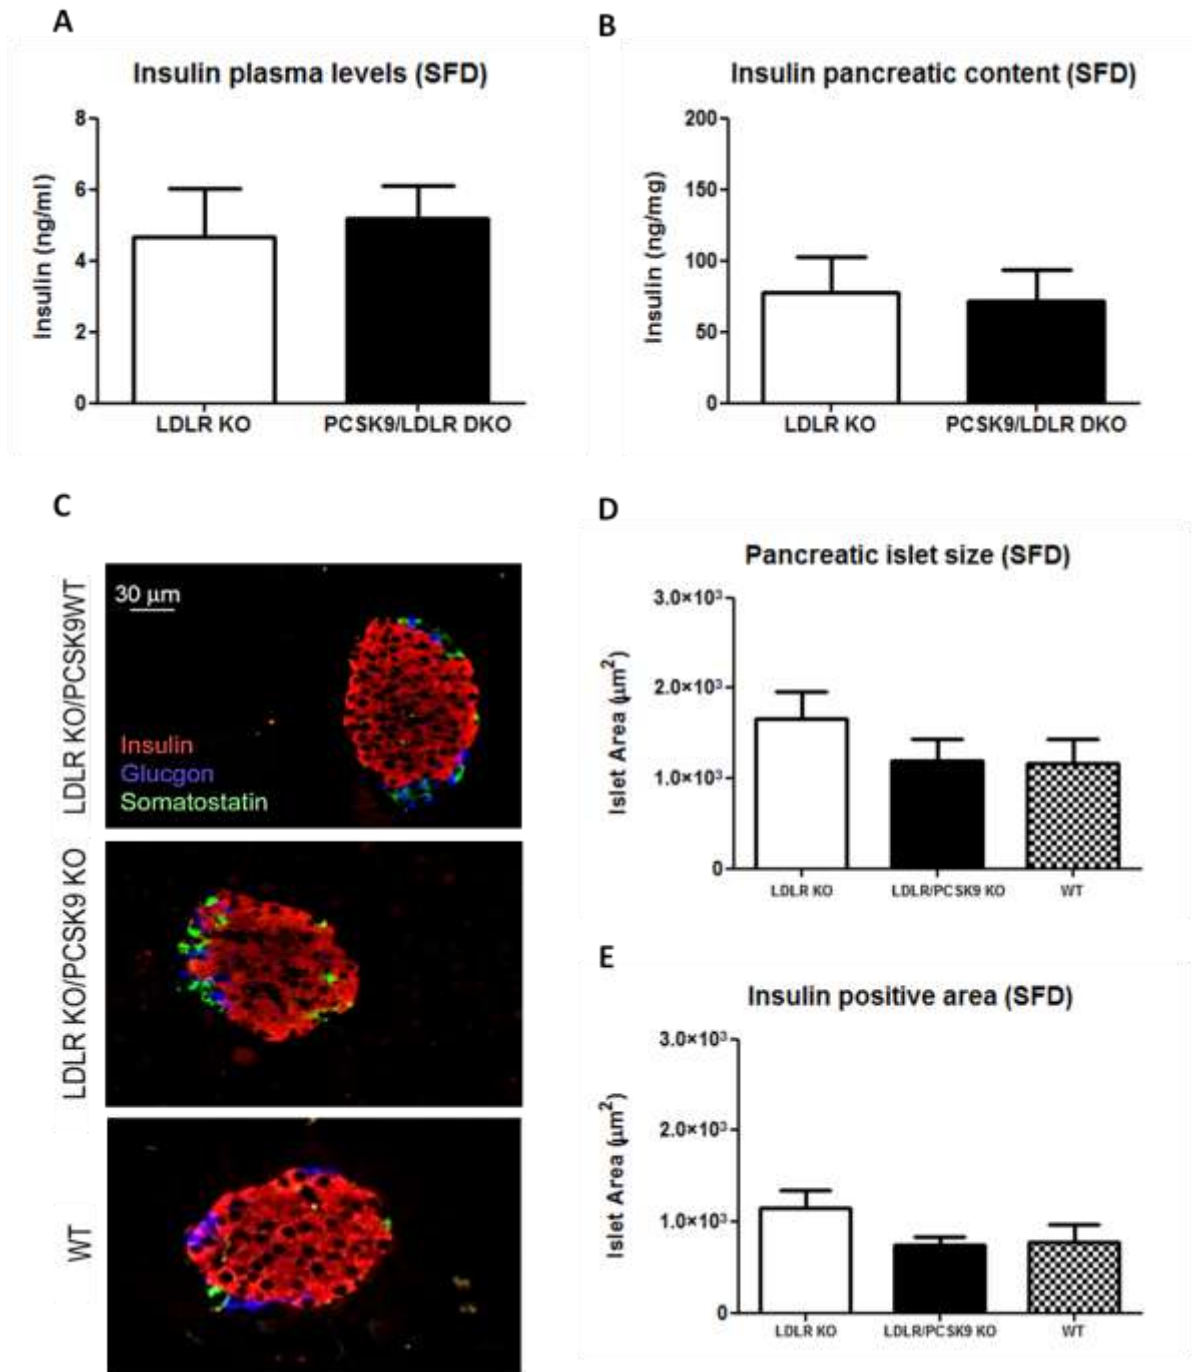 A
Insulin plasma levels (SFD)
8
6
4
2
0
Insulin (ng/ml)
LDLR KO
PCSK9/LDLR DKO
B
Insulin pancreatic content (SFD)
200
150
100
50
0
Insulin (ng/mg)
LDLR KO
PCSK9/LDLR DKO
C
LDLR KO/PCSK9WT
30 μm
Insulin
Glucgon
Somatostatin
LDLR KO/PCSK9 KO
WT
D
Pancreatic islet size (SFD)
3.0×10³
2.0×10³
1.0×10³
0
Islet Area (μm²)
LDLR KO
LDLR/PCSK9 KO
WT
E
Insulin positive area (SFD)
3.0×10³
2.0×10³
1.0×10³
0
Islet Area (μm²)
LDLR KO
LDLR/PCSK9 KO
WT